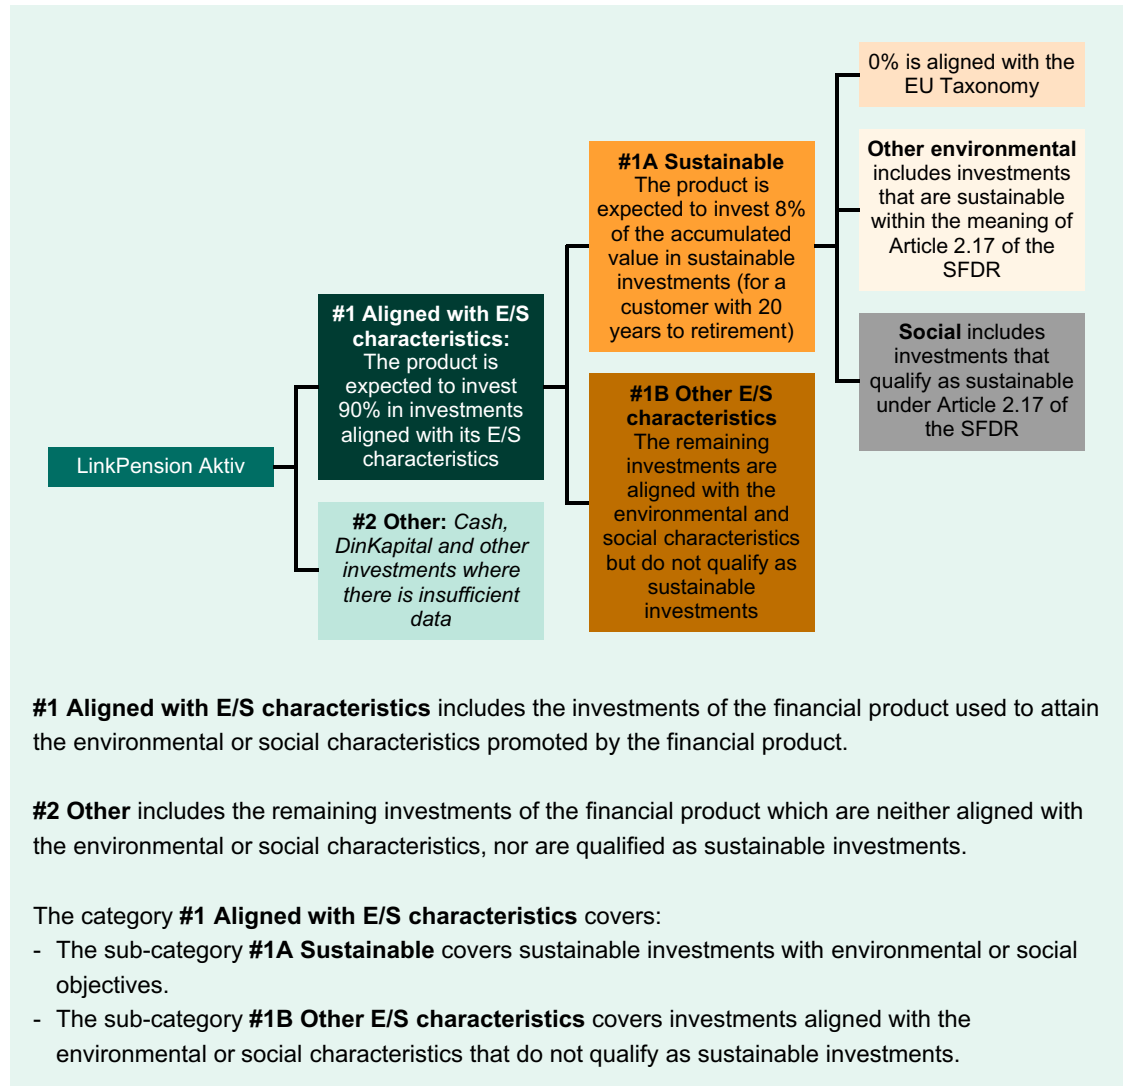 LinkPension Aktiv
#1 Aligned with E/S
characteristics:
The product is
expected to invest
90% in investments
aligned with its E/S
characteristics
#2 Other: Cash,
DinKapital and other
investments where
there is insufficient
data
#1A Sustainable
The product is
expected to invest 8%
of the accumulated
value in sustainable
investments (for a
customer with 20
years to retirement)
#1B Other E/S
characteristics
The remaining
investments are
aligned with the
environmental and
social characteristics
but do not qualify as
sustainable
investments
0% is aligned with the
EU Taxonomy
Other environmental
includes investments
that are sustainable
within the meaning of
Article 2.17 of the
SFDR
Social includes
investments that
qualify as sustainable
under Article 2.17 of
the SFDR
#1 Aligned with E/S characteristics includes the investments of the financial product used to attain
the environmental or social characteristics promoted by the financial product.
#2 Other includes the remaining investments of the financial product which are neither aligned with
the environmental or social characteristics, nor are qualified as sustainable investments.
The category #1 Aligned with E/S characteristics covers:
- The sub-category #1A Sustainable covers sustainable investments with environmental or social
objectives.
- The sub-category #1B Other E/S characteristics covers investments aligned with the
environmental or social characteristics that do not qualify as sustainable investments.